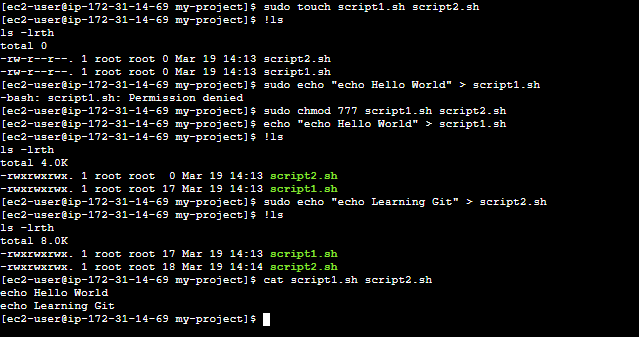 [ec2-user@ip-172-31-14-69 my-project]$ sudo touch script1.sh script2.sh
[ec2-user@ip-172-31-14-69 my-project]$ !ls
ls -lrth
total 0
-rw-r--r--. 1 root root 0 Mar 19 14:13 script2.sh
-rw-r--r--. 1 root root 0 Mar 19 14:13 script1.sh
[ec2-user@ip-172-31-14-69 my-project]$ sudo echo "echo Hello World" > script1.sh
-bash: script1.sh: Permission denied
[ec2-user@ip-172-31-14-69 my-project]$ sudo chmod 777 script1.sh script2.sh
[ec2-user@ip-172-31-14-69 my-project]$ echo "echo Hello World" > script1.sh
[ec2-user@ip-172-31-14-69 my-project]$ !ls
ls -lrth
total 4.0K
-rwxrwxrwx. 1 root root  0 Mar 19 14:13 script2.sh
-rwxrwxrwx. 1 root root 17 Mar 19 14:13 script1.sh
[ec2-user@ip-172-31-14-69 my-project]$ sudo echo "echo Learning Git" > script2.sh
[ec2-user@ip-172-31-14-69 my-project]$ !ls
ls -lrth
total 8.0K
-rwxrwxrwx. 1 root root 17 Mar 19 14:13 script1.sh
-rwxrwxrwx. 1 root root 18 Mar 19 14:14 script2.sh
[ec2-user@ip-172-31-14-69 my-project]$ cat script1.sh script2.sh
echo Hello World
echo Learning Git
[ec2-user@ip-172-31-14-69 my-project]$